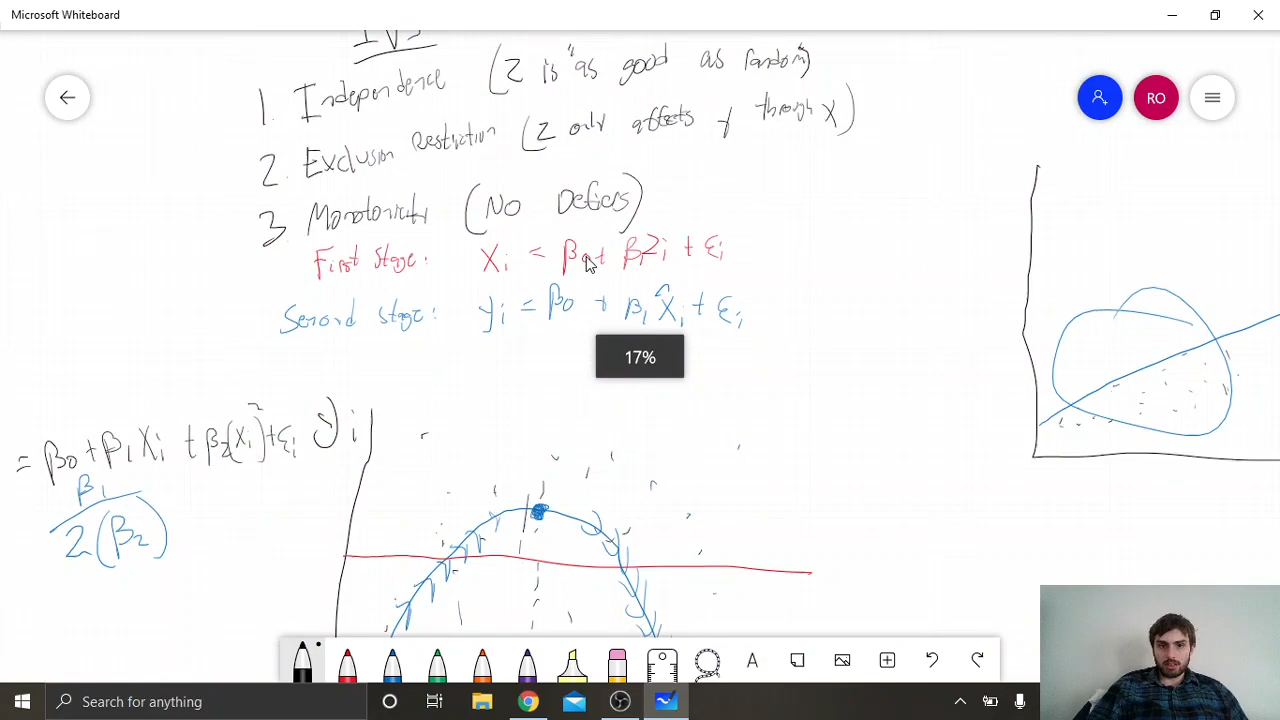 Microsoft Whiteboard
IVs
1. Independence (Z is "as good as random")
2. Exclusion Restriction (Z only affects Y through X)
3. Monotonicity (No Defiers)
First Stage: Xi = β0 + β1Zi + εi
Second Stage: yi = β0 + β1X̂i + εi
17%
RO
yi
= β0 + β1Xi + β2(Xi)² + εi
β1
2(β2)
A
Search for anything